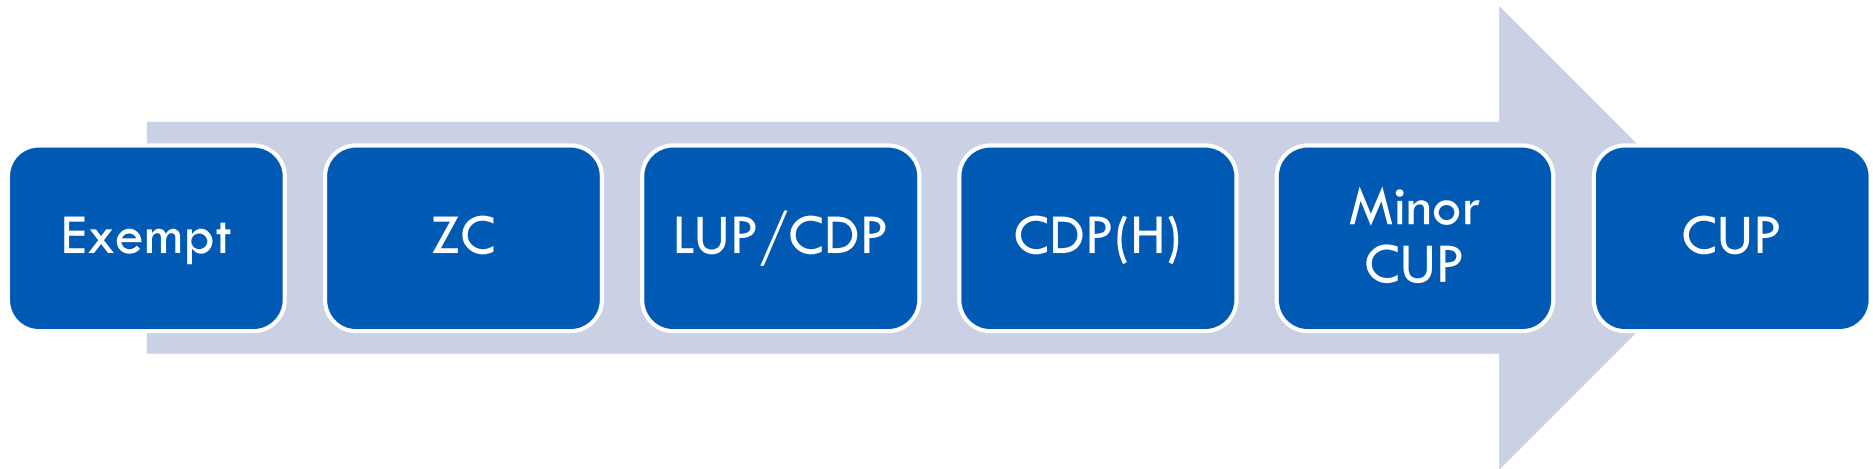 Exempt
ZC
LUP/CDP
CDP(H)
Minor
CUP
CUP